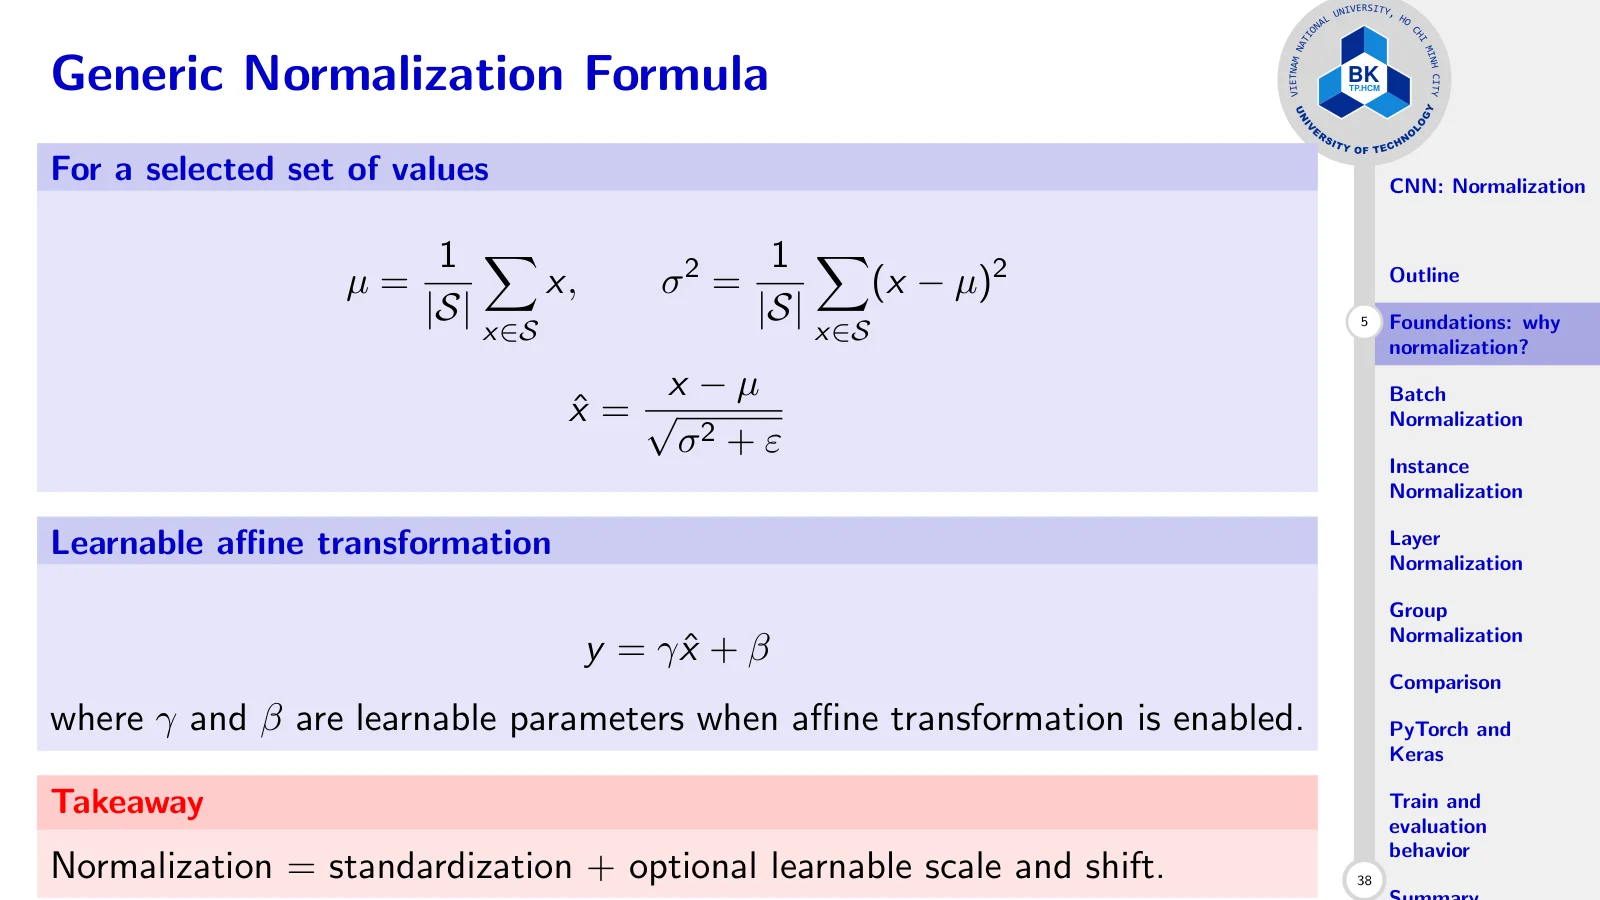 Generic Normalization Formula
For a selected set of values
μ = 1/|𝒮| ∑_{x∈𝒮} x, σ² = 1/|𝒮| ∑_{x∈𝒮} (x − μ)²
x̂ = (x − μ)/√(σ² + ε)
Learnable affine transformation
y = γx̂ + β
where γ and β are learnable parameters when affine transformation is enabled.
Takeaway
Normalization = standardization + optional learnable scale and shift.
VIETNAM NATIONAL UNIVERSITY, HO CHI MINH CITY
BK
TP.HCM
UNIVERSITY OF TECHNOLOGY
CNN: Normalization
Outline
5
Foundations: why
normalization?
Batch
Normalization
Instance
Normalization
Layer
Normalization
Group
Normalization
Comparison
PyTorch and
Keras
Train and
evaluation
behavior
38
Summary